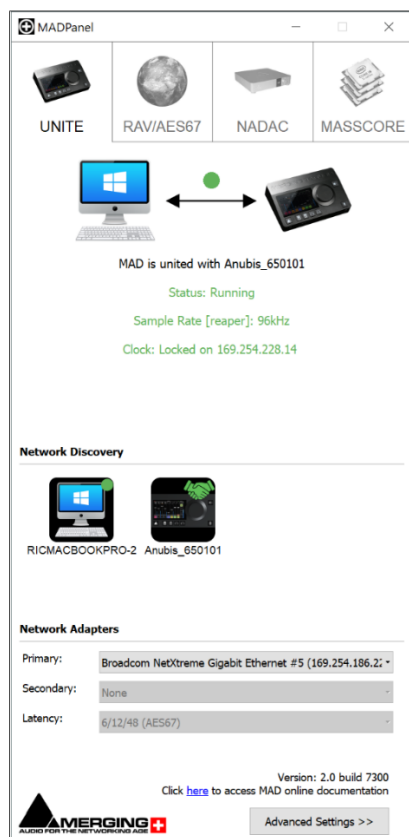 MADPanel
UNITE
RAV/AES67
NADAC
MASSCORE
MAD is united with Anubis_650101
Status: Running
Sample Rate [reaper]: 96kHz
Clock: Locked on 169.254.228.14
Network Discovery
RICMACBOOKPRO-2 Anubis_650101
Network Adapters
Primary: Broadcom NetXtreme Gigabit Ethernet #5 (169.254.186.2
Secondary: None
Latency: 6/12/48 (AES67)
Version: 2.0 build 7300
Click here to access MAD online documentation
MERGING
AUDIO FOR THE NETWORKING AGE
Advanced Settings >>